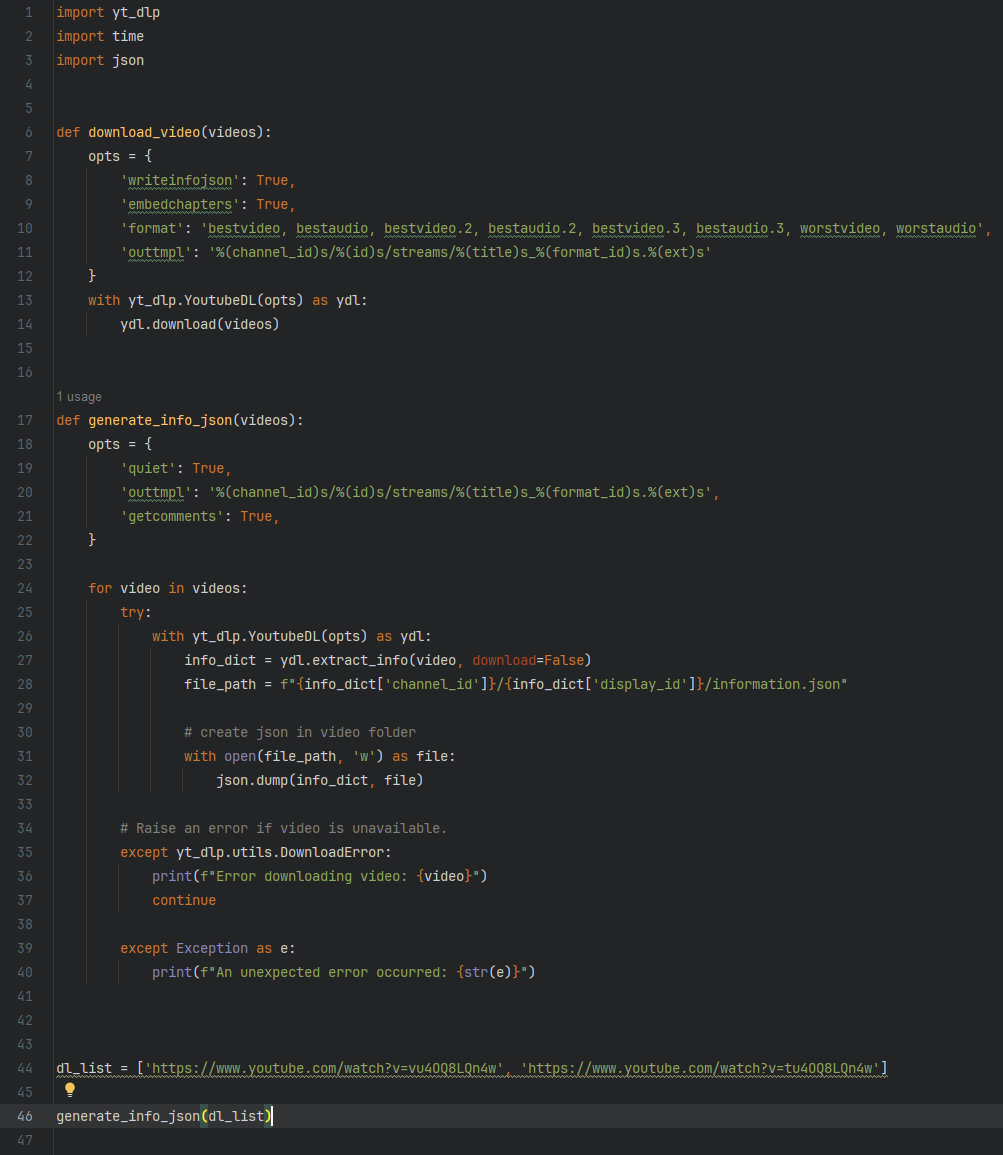 1 import yt_dlp
2 import time
3 import json
4
5
6 def download_video(videos):
7     opts = {
8         'writeinfojson': True,
9         'embedchapters': True,
10         'format': 'bestvideo, bestaudio, bestvideo.2, bestaudio.2, bestvideo.3, bestaudio.3, worstvideo, worstaudio',
11         'outtmpl': '%(channel_id)s/%(id)s/streams/%(title)s_%(format_id)s.%(ext)s'
12     }
13     with yt_dlp.YoutubeDL(opts) as ydl:
14         ydl.download(videos)
15
16
1 usage
17 def generate_info_json(videos):
18     opts = {
19         'quiet': True,
20         'outtmpl': '%(channel_id)s/%(id)s/streams/%(title)s_%(format_id)s.%(ext)s',
21         'getcomments': True,
22     }
23
24     for video in videos:
25         try:
26             with yt_dlp.YoutubeDL(opts) as ydl:
27                 info_dict = ydl.extract_info(video, download=False)
28                 file_path = f"{info_dict['channel_id']}/{info_dict['display_id']}/information.json"
29
30                 # create json in video folder
31                 with open(file_path, 'w') as file:
32                     json.dump(info_dict, file)
33
34         # Raise an error if video is unavailable.
35         except yt_dlp.utils.DownloadError:
36             print(f"Error downloading video: {video}")
37             continue
38
39         except Exception as e:
40             print(f"An unexpected error occurred: {str(e)}")
41
42
43
44 dl_list = ['https://www.youtube.com/watch?v=vu4OQ8LQn4w', 'https://www.youtube.com/watch?v=tu4OQ8LQn4w']
45
46 generate_info_json(dl_list)
47